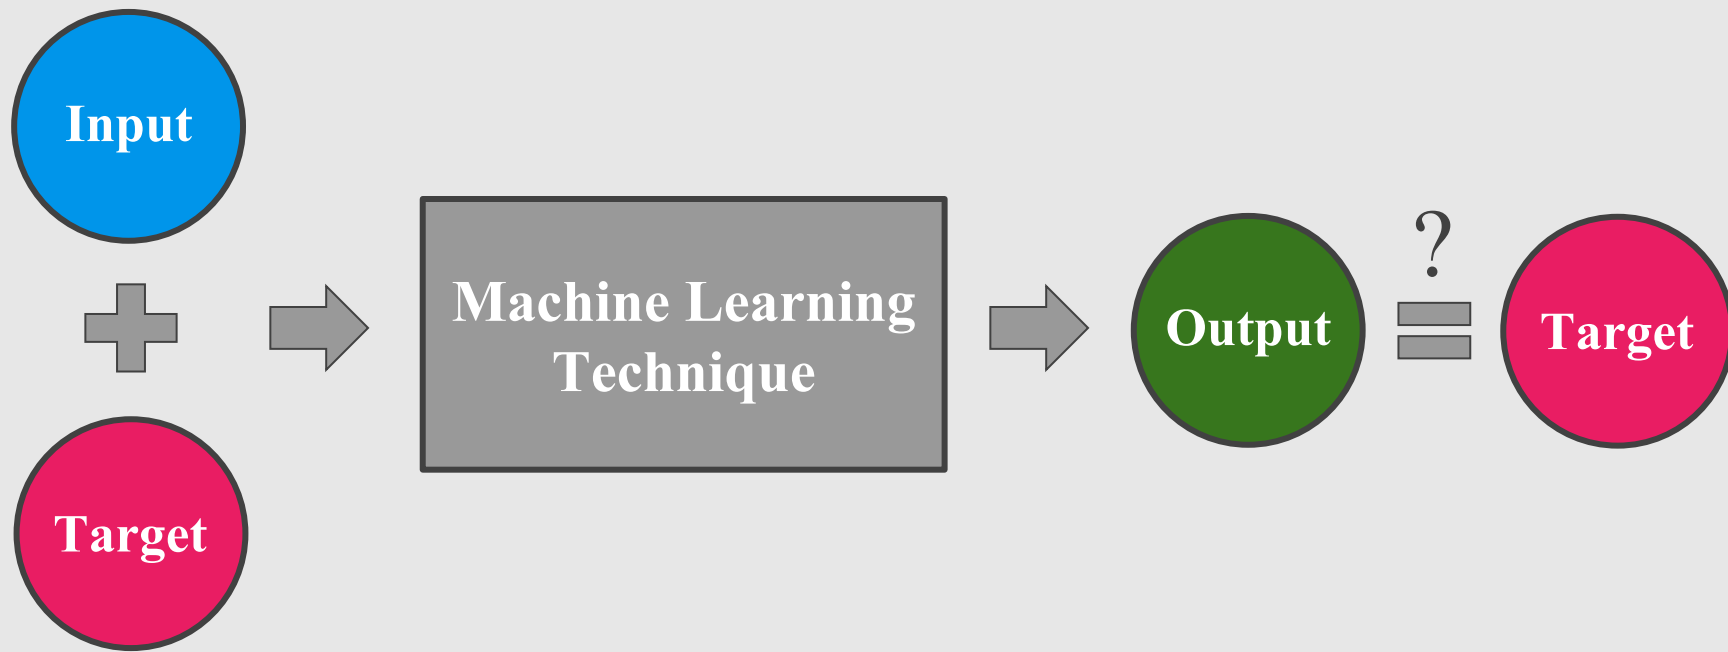 Input
Target
Machine Learning
Technique
Output
?
Target